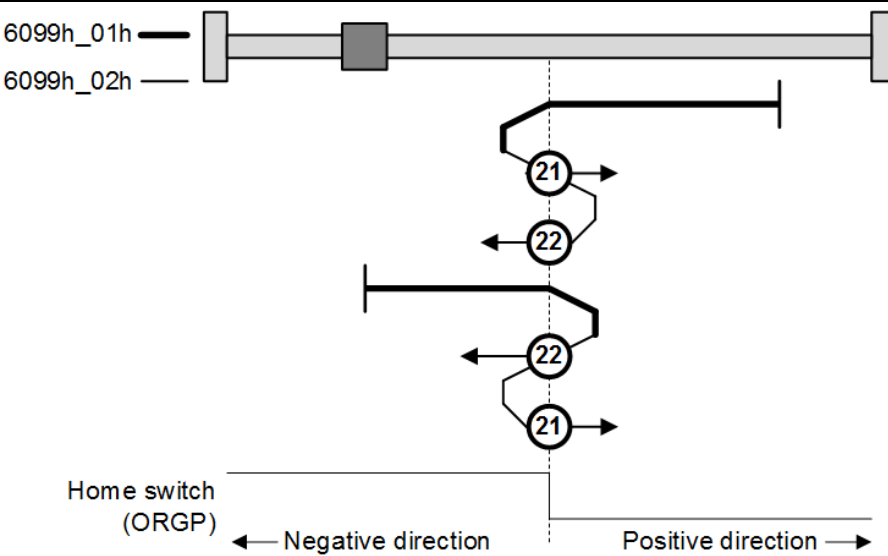 6099h_01h
6099h_02h
21
22
22
21
Home switch
(ORGP)
Negative direction
Positive direction